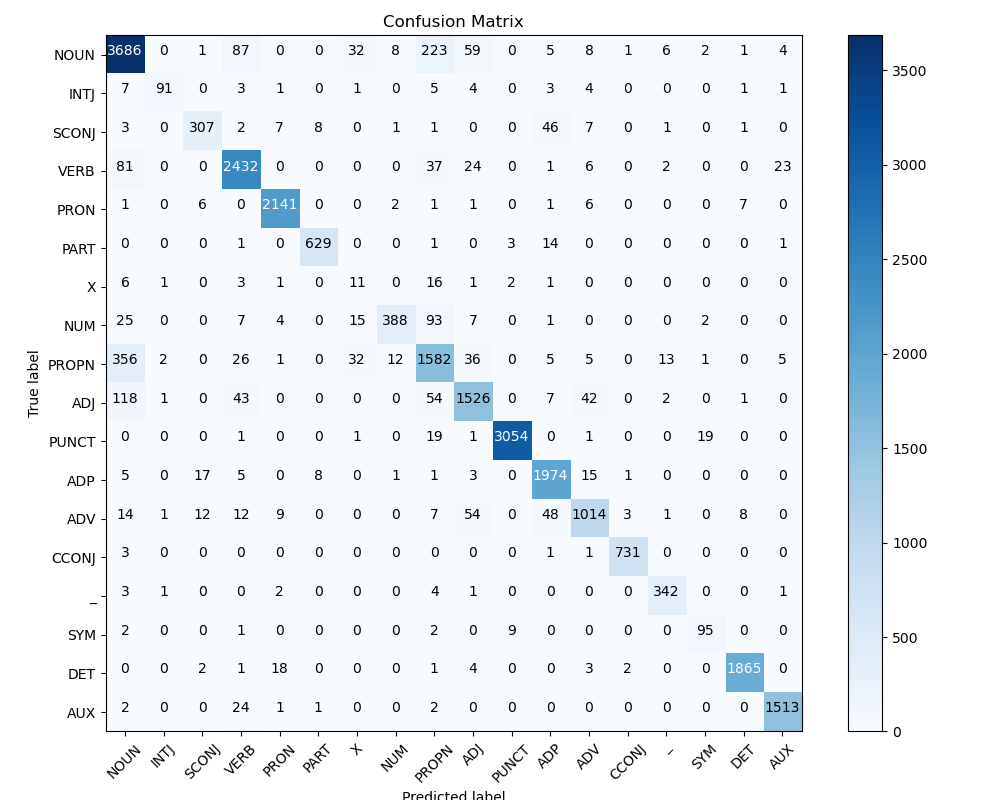 Confusion Matrix
NOUN 3686 0 1 87 0 0 32 8 223 59 0 5 8 1 6 2 1 4
INTJ 7 91 0 3 1 0 1 0 5 4 0 3 4 0 0 0 1 1
SCONJ 3 0 307 2 7 8 0 1 1 0 0 46 7 0 1 0 1 0
VERB 81 0 0 2432 0 0 0 0 37 24 0 1 6 0 2 0 0 23
PRON 1 0 6 0 2141 0 0 2 1 1 0 1 6 0 0 0 7 0
PART 0 0 0 1 0 629 0 0 1 0 3 14 0 0 0 0 0 1
X 6 1 0 3 1 0 11 0 16 1 2 1 0 0 0 0 0 0
NUM 25 0 0 7 4 0 15 388 93 7 0 1 0 0 0 2 0 0
PROPN 356 2 0 26 1 0 32 12 1582 36 0 5 5 0 13 1 0 5
ADJ 118 1 0 43 0 0 0 0 54 1526 0 7 42 0 2 0 1 0
PUNCT 0 0 0 1 0 0 1 0 19 1 3054 0 1 0 0 19 0 0
ADP 5 0 17 5 0 8 0 1 1 3 0 1974 15 1 0 0 0 0
ADV 14 1 12 12 9 0 0 0 7 54 0 48 1014 3 1 0 8 0
CCONJ 3 0 0 0 0 0 0 0 0 0 0 1 1 731 0 0 0 0
_ 3 1 0 0 2 0 0 0 4 1 0 0 0 0 342 0 0 1
SYM 2 0 0 1 0 0 0 0 2 0 9 0 0 0 0 95 0 0
DET 0 0 2 1 18 0 0 0 1 4 0 0 3 2 0 0 1865 0
AUX 2 0 0 24 1 1 0 0 2 0 0 0 0 0 0 0 0 1513
NOUN INTJ SCONJ VERB PRON PART X NUM PROPN ADJ PUNCT ADP ADV CCONJ _ SYM DET AUX
True label
Predicted label
3500
3000
2500
2000
1500
1000
500
0